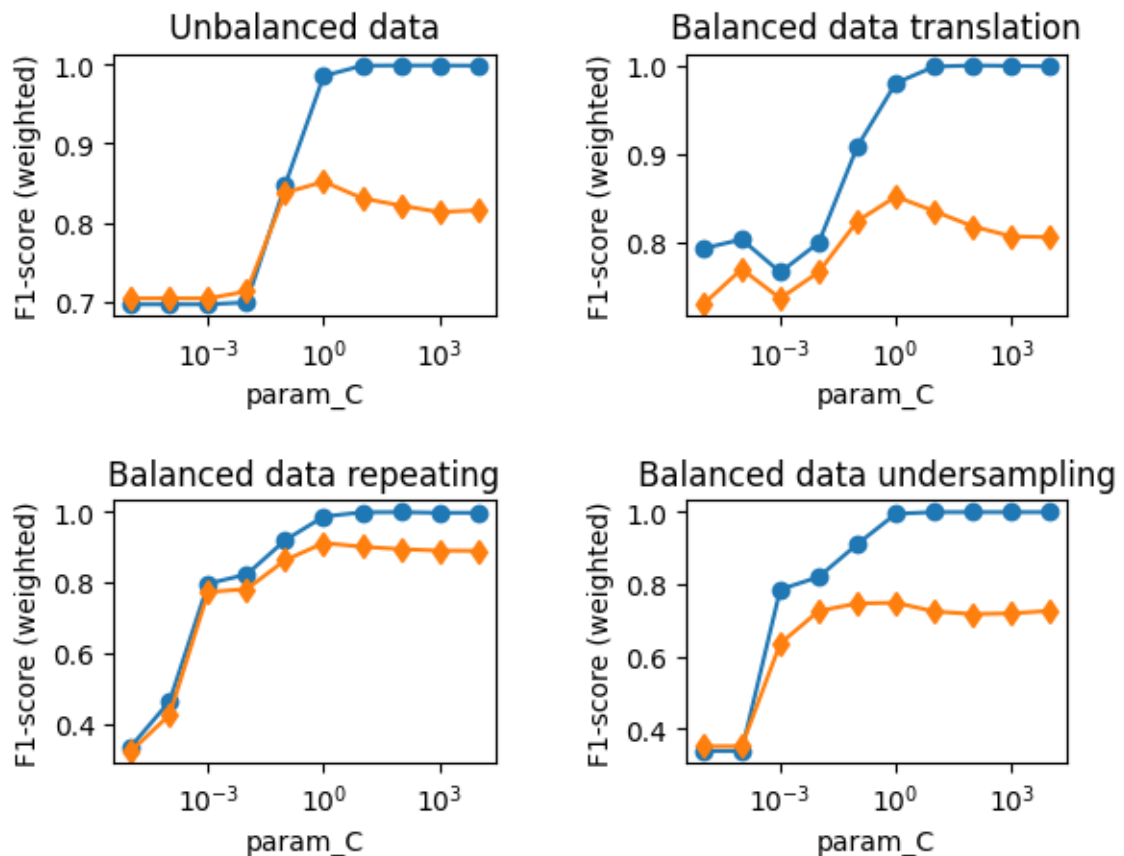 Unbalanced data
F1-score (weighted)
1.0
0.9
0.8
0.7
10⁻³ 10⁰ 10³
param_C
Balanced data translation
F1-score (weighted)
1.0
0.9
0.8
10⁻³ 10⁰ 10³
param_C
Balanced data repeating
F1-score (weighted)
1.0
0.8
0.6
0.4
10⁻³ 10⁰ 10³
param_C
Balanced data undersampling
F1-score (weighted)
1.0
0.8
0.6
0.4
10⁻³ 10⁰ 10³
param_C